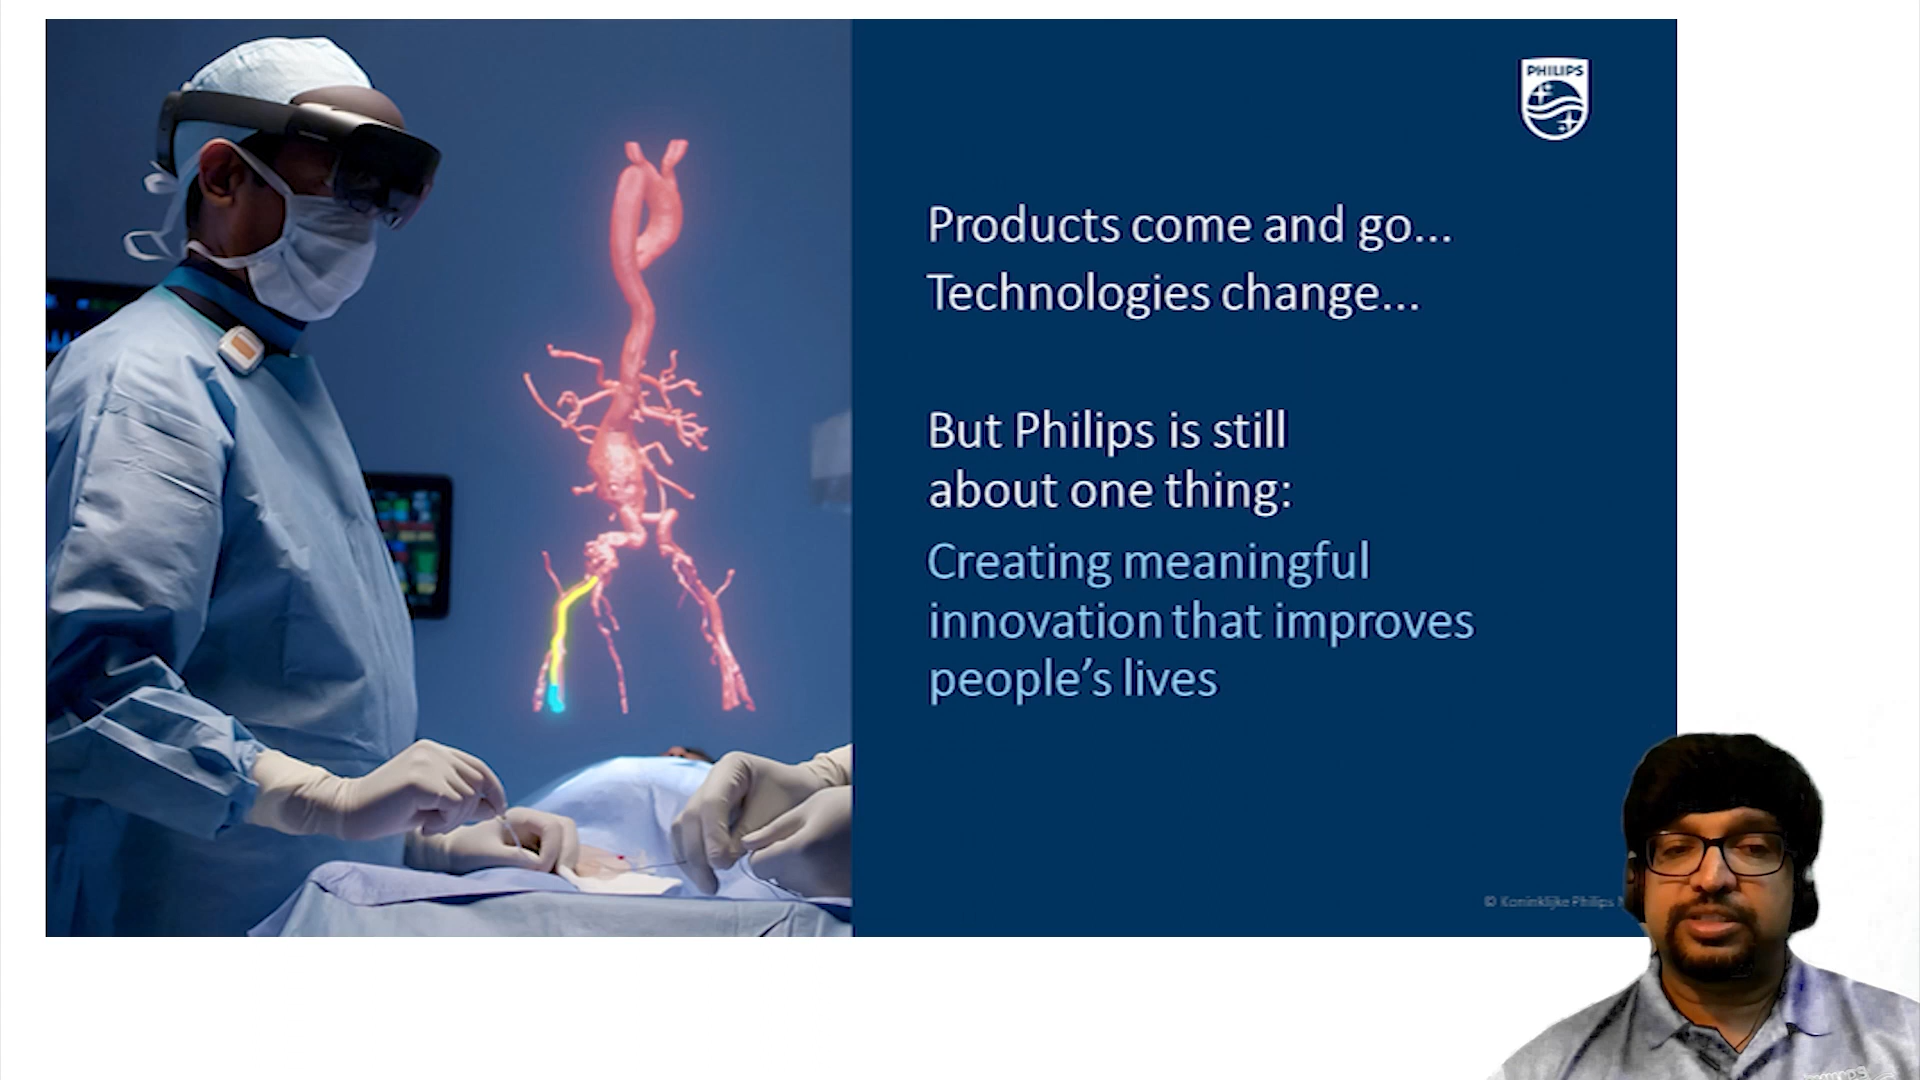 PHILIPS
Products come and go...
Technologies change...
But Philips is still
about one thing:
Creating meaningful
innovation that improves
people’s lives
© Koninklijke Philips